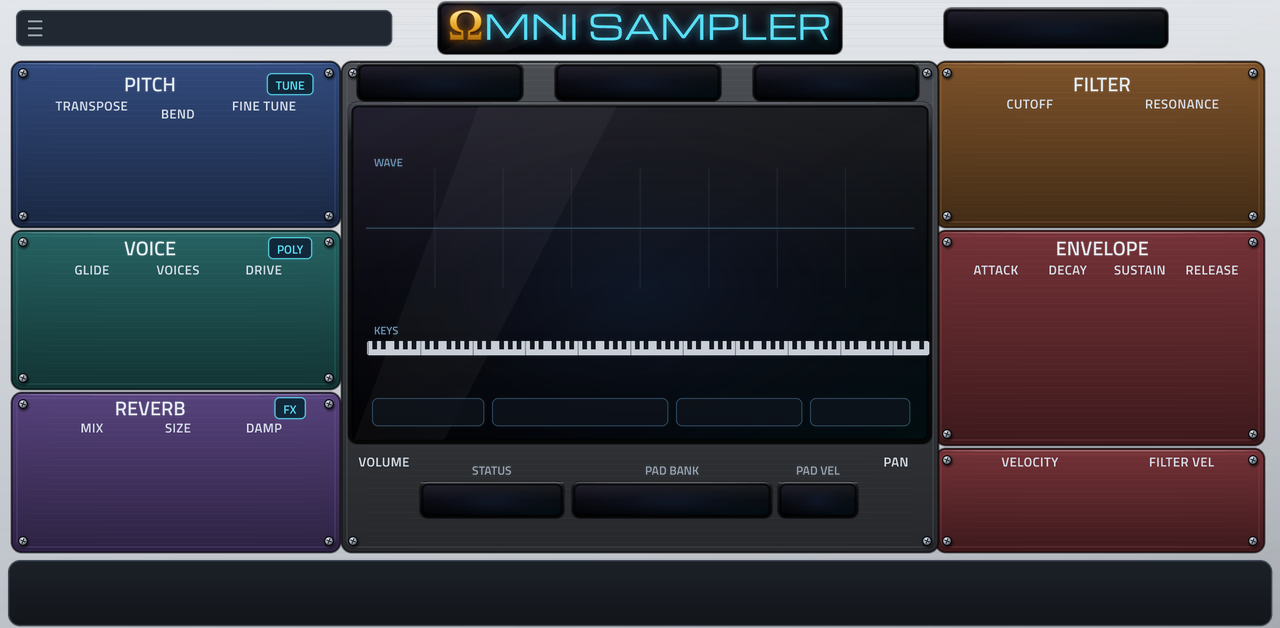 ΩMNI SAMPLER
PITCH
TUNE
TRANSPOSE
BEND
FINE TUNE
VOICE
POLY
GLIDE
VOICES
DRIVE
REVERB
FX
MIX
SIZE
DAMP
WAVE
KEYS
VOLUME
STATUS
PAD BANK
PAD VEL
PAN
FILTER
CUTOFF
RESONANCE
ENVELOPE
ATTACK
DECAY
SUSTAIN
RELEASE
VELOCITY
FILTER VEL